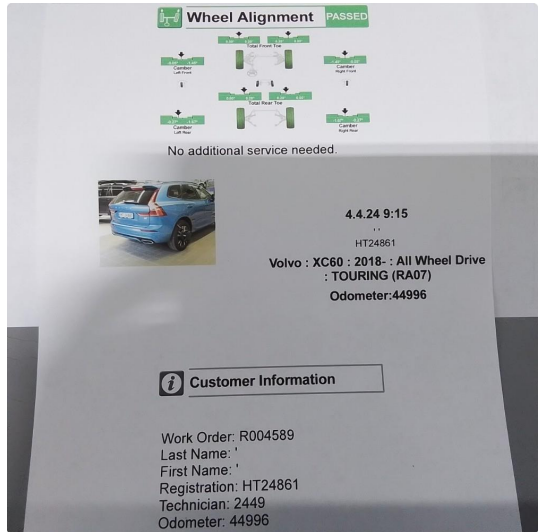 Wheel Alignment PASSED
Total Front Toe
Camber
Left Front
Camber
Right Front
Total Rear Toe
Camber
Left Rear
Camber
Right Rear
No additional service needed.
4.4.24 9:15
' '
HT24861
Volvo : XC60 : 2018- : All Wheel Drive
: TOURING (RA07)
Odometer:44996
i Customer Information
Work Order: R004589
Last Name: '
First Name: '
Registration: HT24861
Technician: 2449
Odometer: 44996